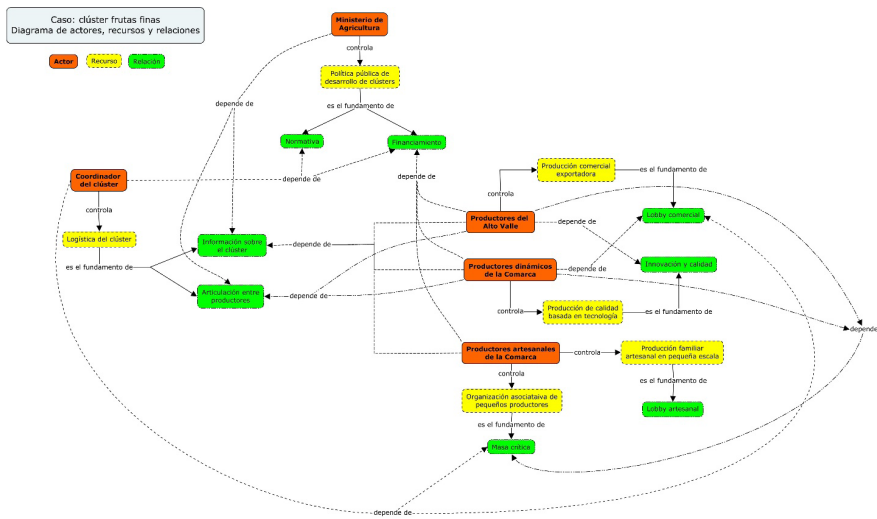 Caso: clúster frutas finas
Diagrama de actores, recursos y relaciones
Actor
Recurso
Relación
Ministerio de
Agricultura
controla
Política pública de
desarrollo de clústers
depende de
es el fundamento de
Normativa
Financiamiento
Coordinador
del clúster
depende de
depende de
controla
Producción comercial
exportadora
es el fundamento de
controla
Logística del clúster
es el fundamento de
Información sobre
el clúster
depende de
Productores del
Alto Valle
depende de
Lobby comercial
Articulación entre
productores
depende de
Productores dinámicos
de la Comarca
depende de
Innovación y calidad
controla
Producción de calidad
basada en tecnología
es el fundamento de
depende
Productores artesanales
de la Comarca
controla
Producción familiar
artesanal en pequeña escala
controla
es el fundamento de
Organización asociataiva de
pequeños productores
Lobby artesanal
es el fundamento de
Masa crítica
depende de